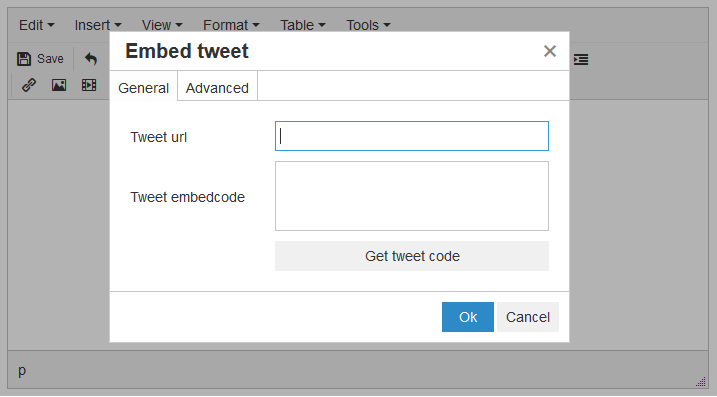 Edit Insert View Format Table Tools
Save
Embed tweet
General Advanced
Tweet url
Tweet embedcode
Get tweet code
Ok Cancel
p